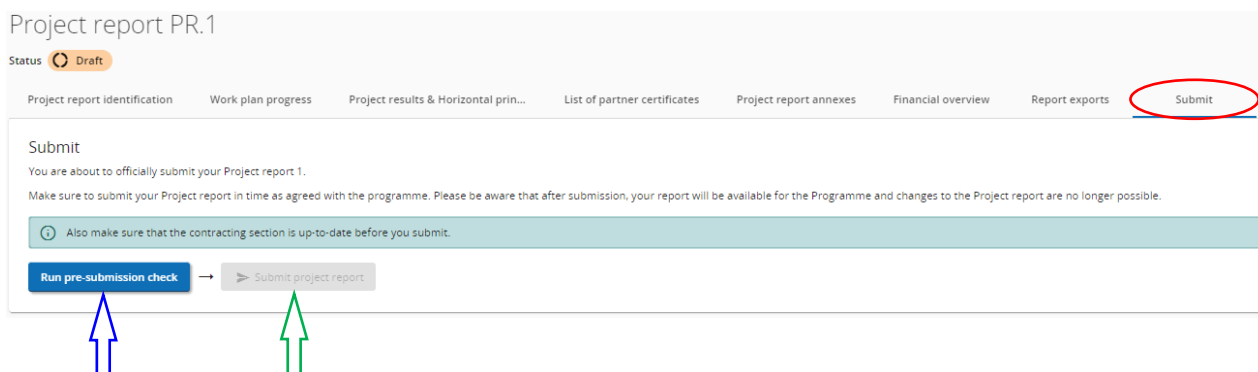 Project report PR.1
Status Draft
Project report identification Work plan progress Project results & Horizontal prin... List of partner certificates Project report annexes Financial overview Report exports Submit
Submit
You are about to officially submit your Project report 1.
Make sure to submit your Project report in time as agreed with the programme. Please be aware that after submission, your report will be available for the Programme and changes to the Project report are no longer possible.
Also make sure that the contracting section is up-to-date before you submit.
Run pre-submission check → Submit project report